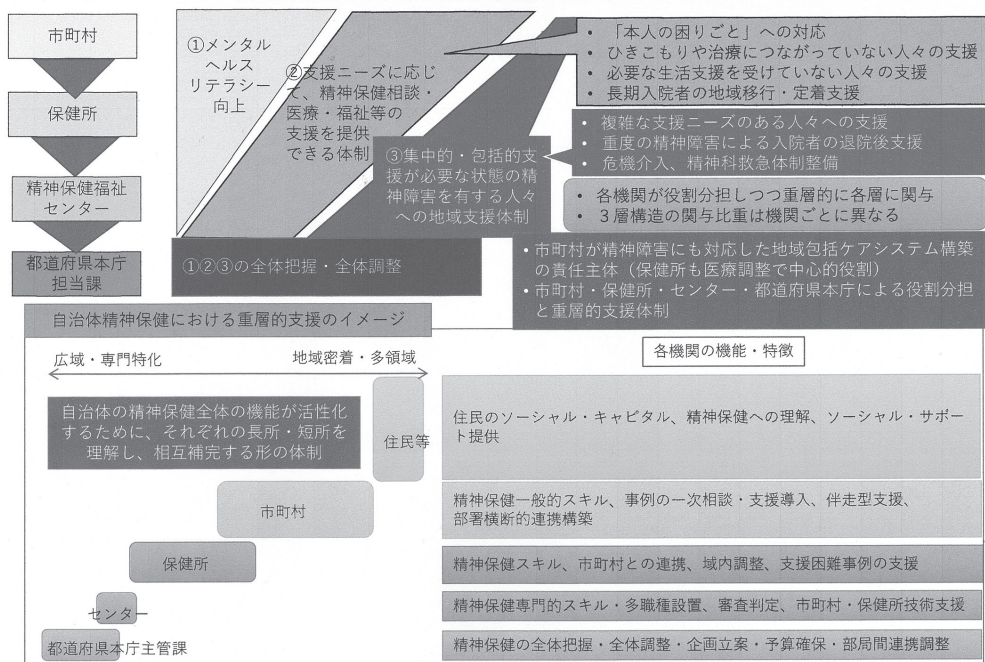 市町村
保健所
精神保健福祉
センター
都道府県本庁
担当課
①メンタル
ヘルス
リテラシー
向上
②支援ニーズに応じ
て、精神保健相談・
医療・福祉等の
支援を提供
できる体制
③集中的・包括的支
援が必要な状態の精
神障害を有する人々
への地域支援体制
①②③の全体把握・全体調整
• 「本人の困りごと」への対応
• ひきこもりや治療につながっていない人々の支援
• 必要な生活支援を受けていない人々の支援
• 長期入院者の地域移行・定着支援
• 複雑な支援ニーズのある人々への支援
• 重度の精神障害による入院者の退院後支援
• 危機介入、精神科救急体制整備
• 各機関が役割分担しつつ重層的に各層に関与
• 3層構造の関与比重は機関ごとに異なる
• 市町村が精神障害にも対応した地域包括ケアシステム構築
の責任主体（保健所も医療調整で中心的役割）
• 市町村・保健所・センター・都道府県本庁による役割分担
と重層的支援体制
自治体精神保健における重層的支援のイメージ
広域・専門特化
地域密着・多領域
各機関の機能・特徴
自治体の精神保健全体の機能が活性化
するために、それぞれの長所・短所を
理解し、相互補完する形の体制
住民等
住民のソーシャル・キャピタル、精神保健への理解、ソーシャル・サポー
ト提供
市町村
精神保健一般的スキル、事例の一次相談・支援導入、伴走型支援、
部署横断的連携構築
保健所
精神保健スキル、市町村との連携、域内調整、支援困難事例の支援
センター
精神保健専門的スキル・多職種設置、審査判定、市町村・保健所技術支援
都道府県本庁主管課
精神保健の全体把握・全体調整・企画立案・予算確保・部局間連携調整